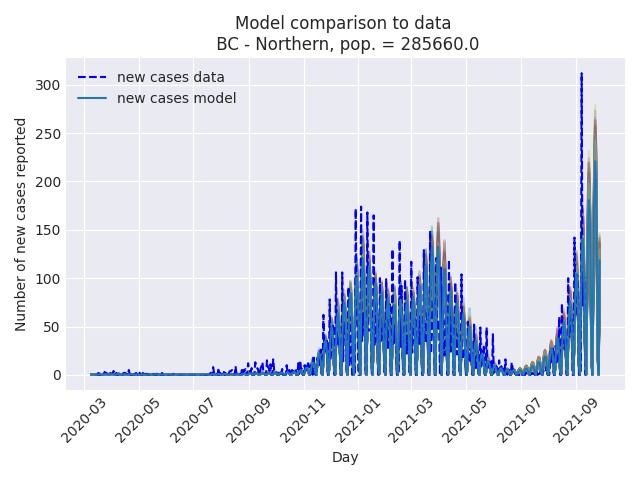 Model comparison to data
BC - Northern, pop. = 285660.0
new cases data
new cases model
Number of new cases reported
300
250
200
150
100
50
0
2020-03
2020-05
2020-07
2020-09
2020-11
2021-01
2021-03
2021-05
2021-07
2021-09
Day